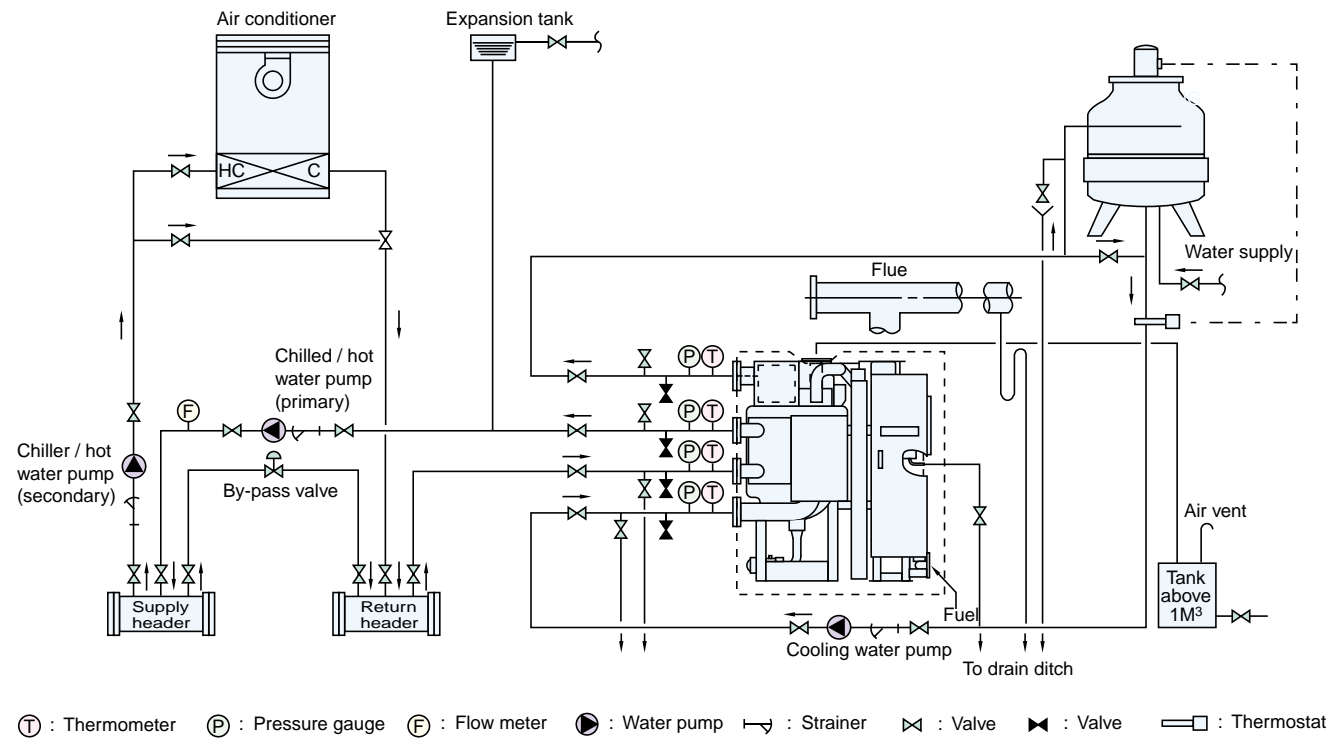 Air conditioner
Expansion tank
HC
C
Water supply
Flue
Chilled / hot
water pump
(primary)
P T
F
P T
Chiller / hot
water pump
(secondary)
By-pass valve
P T
P T
Air vent
Supply
header
Return
header
Tank
above
1M³
Fuel
Cooling water pump
To drain ditch
T : Thermometer
P : Pressure gauge
F : Flow meter
: Water pump
: Strainer
: Valve
: Valve
: Thermostat